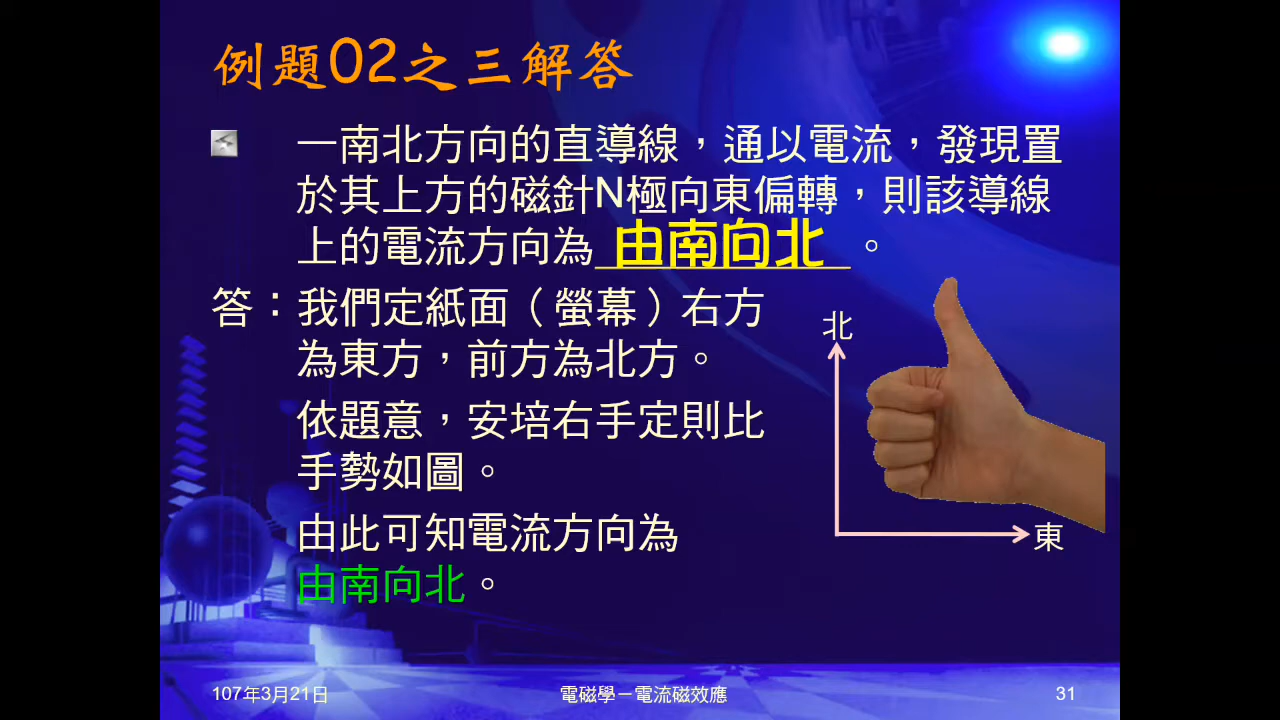 例題02之三解答
一南北方向的直導線，通以電流，發現置
於其上方的磁針N極向東偏轉，則該導線
上的電流方向為 由南向北 。
答：我們定紙面（螢幕）右方
為東方，前方為北方。
依題意，安培右手定則比
手勢如圖。
由此可知電流方向為
由南向北。
北
東
107年3月21日
電磁學－電流磁效應
31